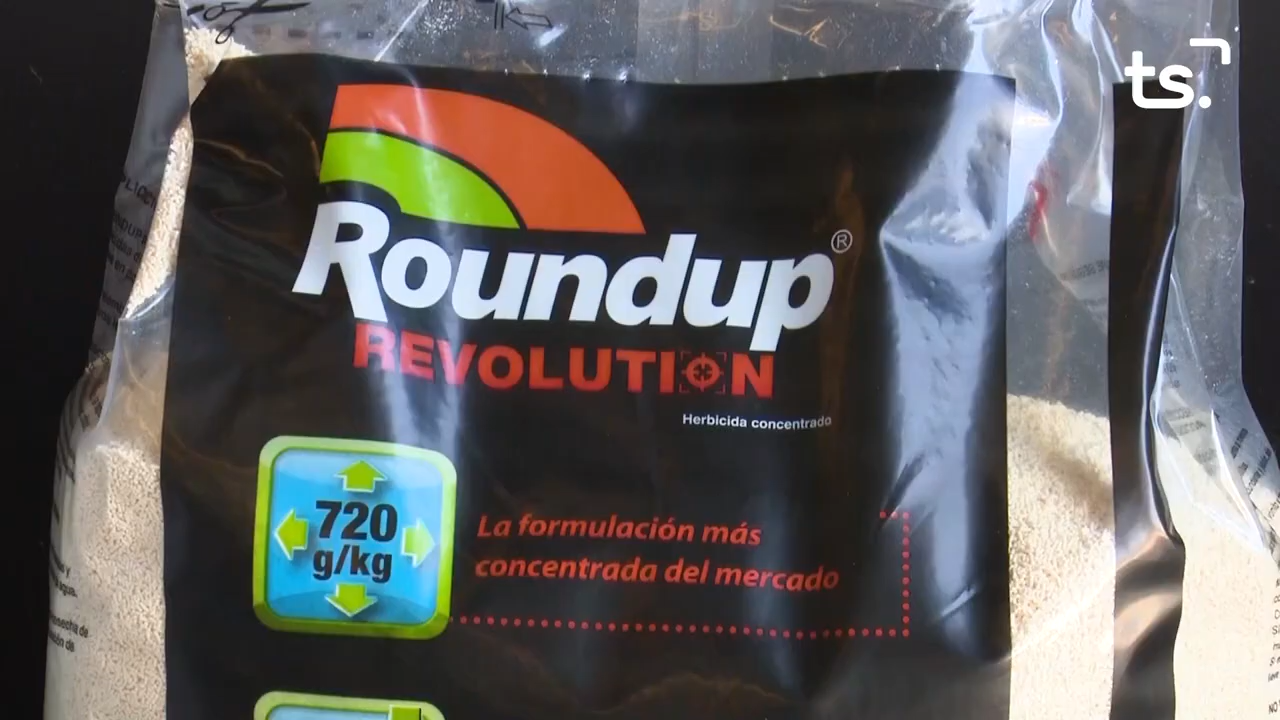 ts.
Roundup®
REVOLUTION
Herbicida concentrado
720
g/kg
La formulación más
concentrada del mercado